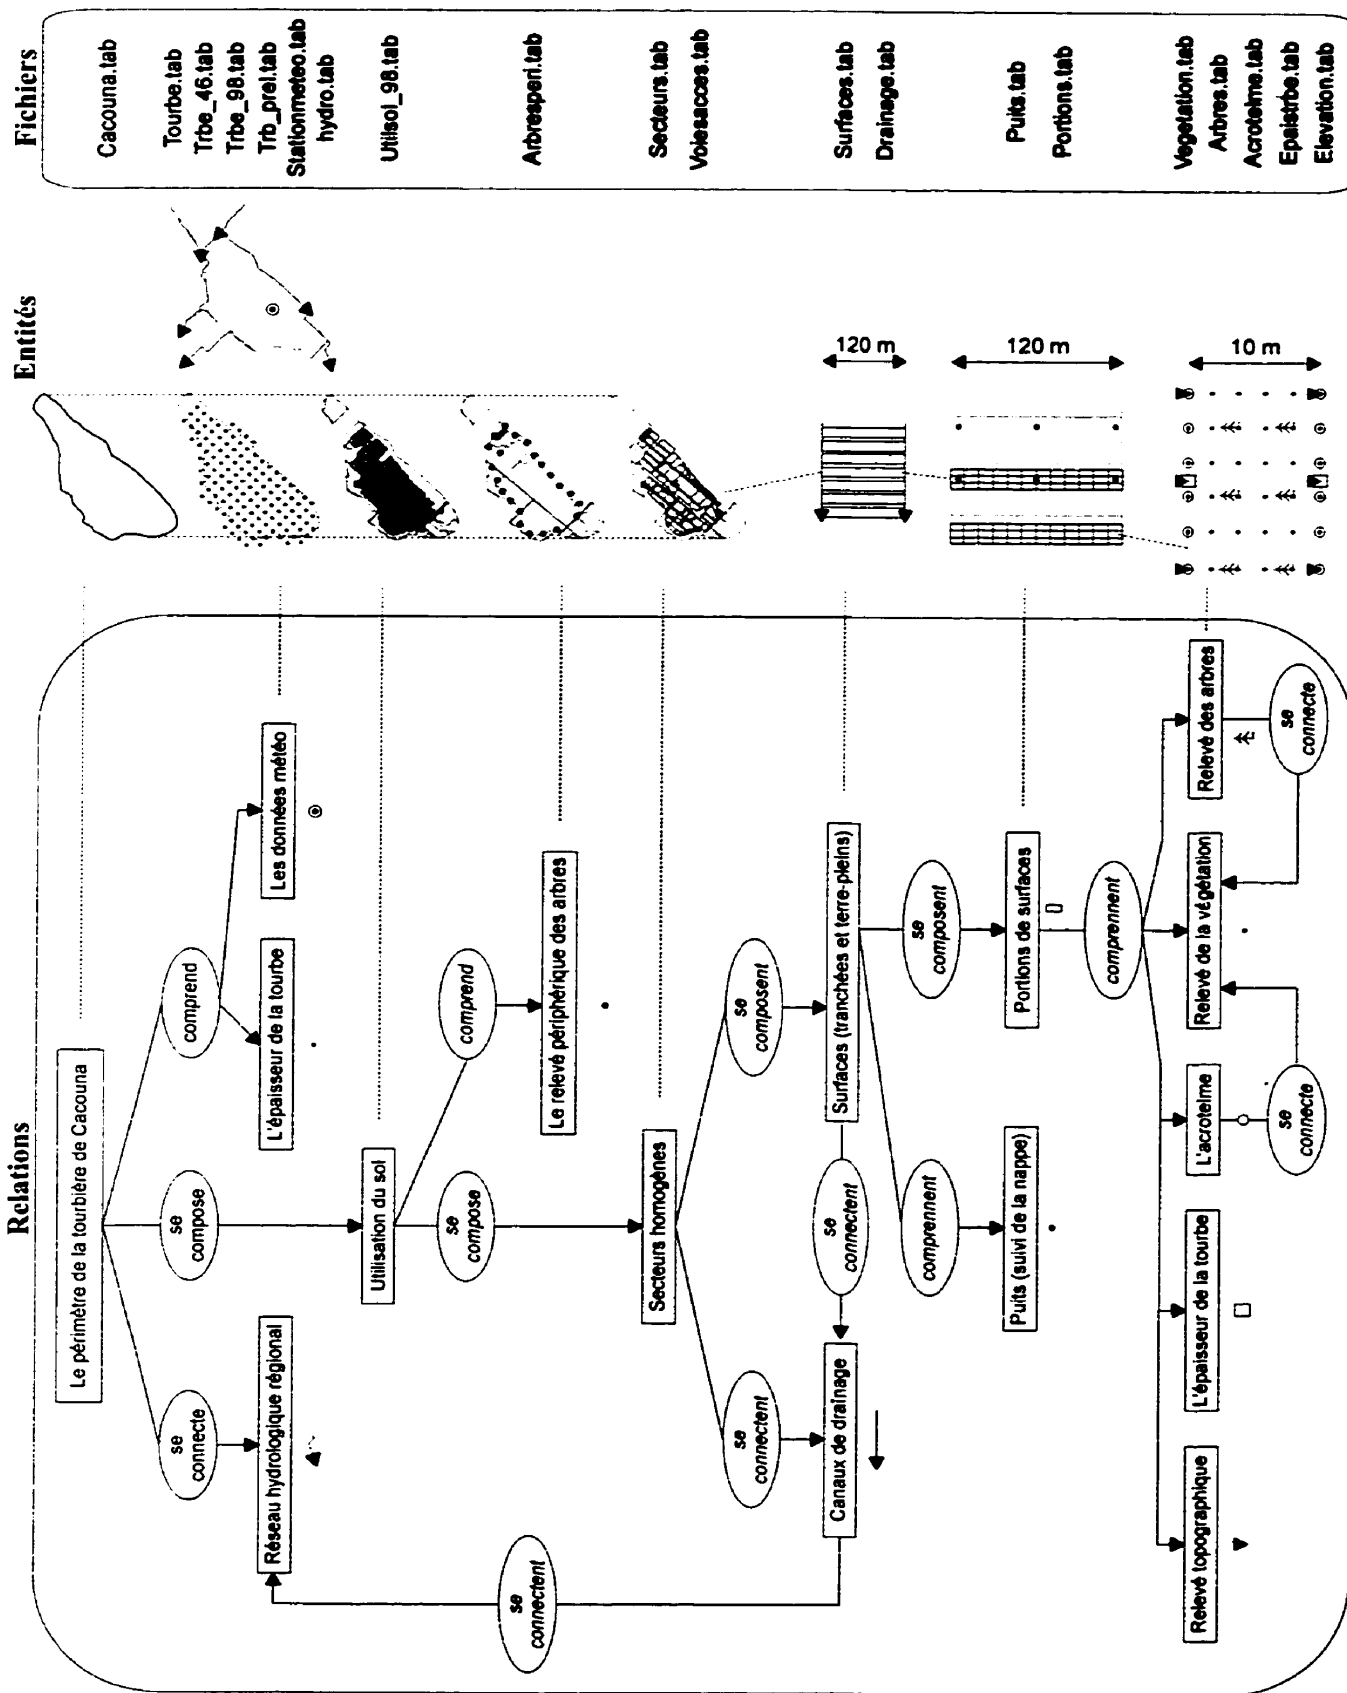 Relations
Entités
Fichiers
Le périmètre de la tourbière de Cacouna
Cacouna.tab
se
connecte
se
compose
comprend
Réseau hydrologique régional
L'épaisseur de la tourbe
Les données météo
Tourbe.tab
Trbe_46.tab
Trbe_98.tab
Trb_prel.tab
Stationmeteo.tab
hydro.tab
Utilisation du sol
Utilsol_98.tab
se
connectent
se
compose
comprend
Le relevé périphérique des arbres
Arbresperi.tab
Secteurs homogènes
Secteurs.tab
Voiesacces.tab
se
connectent
se
composent
Canaux de drainage
se
connectent
Surfaces (tranchées et terre-pleins)
120 m
Surfaces.tab
Drainage.tab
comprennent
se
composent
Puits (suivi de la nappe)
Portions de surfaces
120 m
Puits.tab
Portions.tab
comprennent
Relevé topographique
L'épaisseur de la tourbe
L'acrotelme
Relevé de la végétation
Relevé des arbres
10 m
Vegetation.tab
Arbres.tab
Acrotelme.tab
Epaistrbe.tab
Elevation.tab
se
connecte
se
connecte